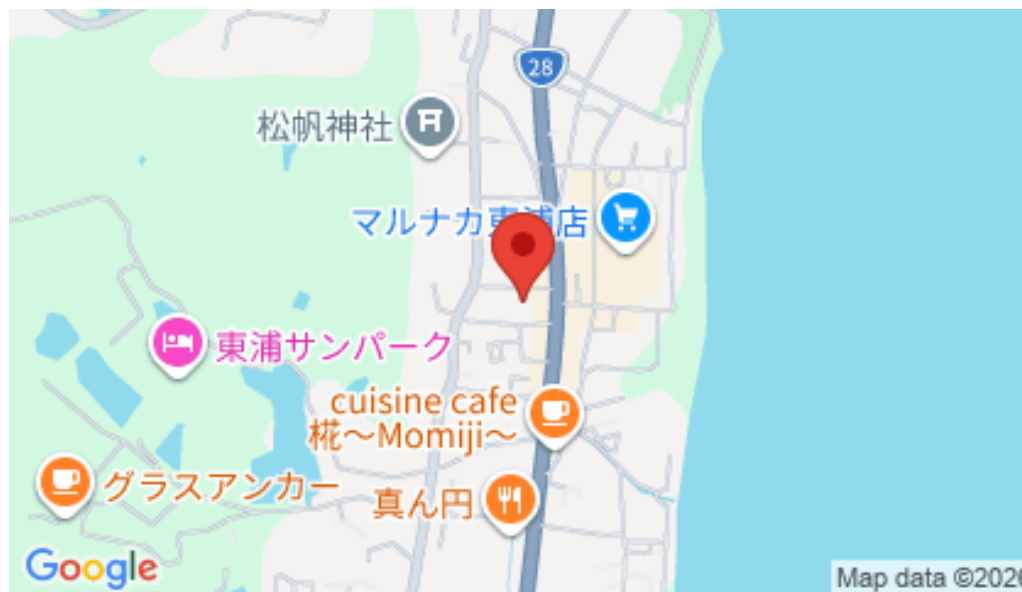 28
松帆神社
マルナカ東浦店
東浦サンパーク
cuisine cafe
椛～Momiji～
グラスアンカー
真ん円
Google
Map data ©2026